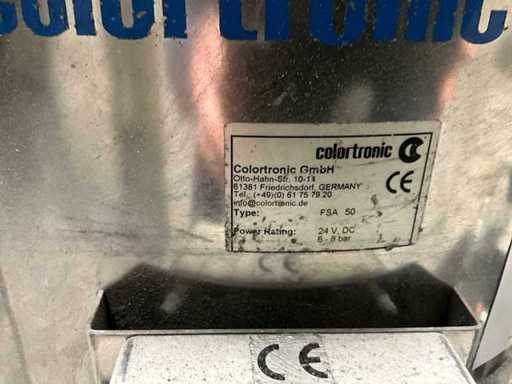 colortronic
colortronic
Colortronic GmbH
Otto-Hahn-Str. 10-14
61381 Friedrichsdorf, GERMANY
Tel.: (+49)(0) 61 75 79 20
info@colortronic.de
Type: FSA 50
Power Rating: 24 V, DC
6 - 8 bar
CE
CE